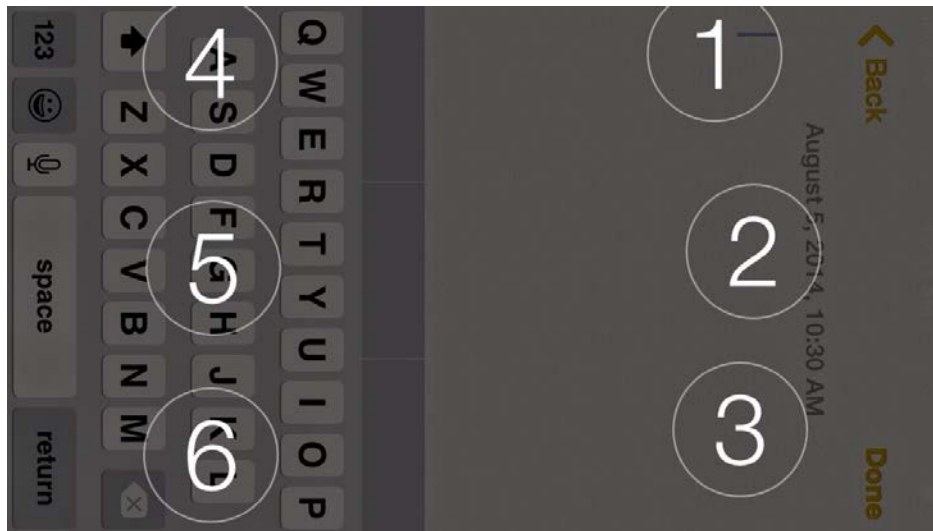 Back Done
August 5, 2014, 10:30 AM
1
2
3
4
5
6
Q W E R T Y U I O P
A S D F G H J K L
Z X C V B N M
123 space return